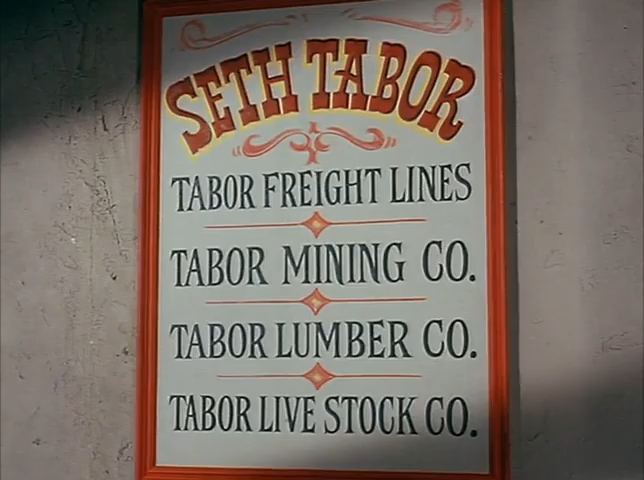 SETH TABOR
TABOR FREIGHT LINES
TABOR MINING CO.
TABOR LUMBER CO.
TABOR LIVE STOCK CO.